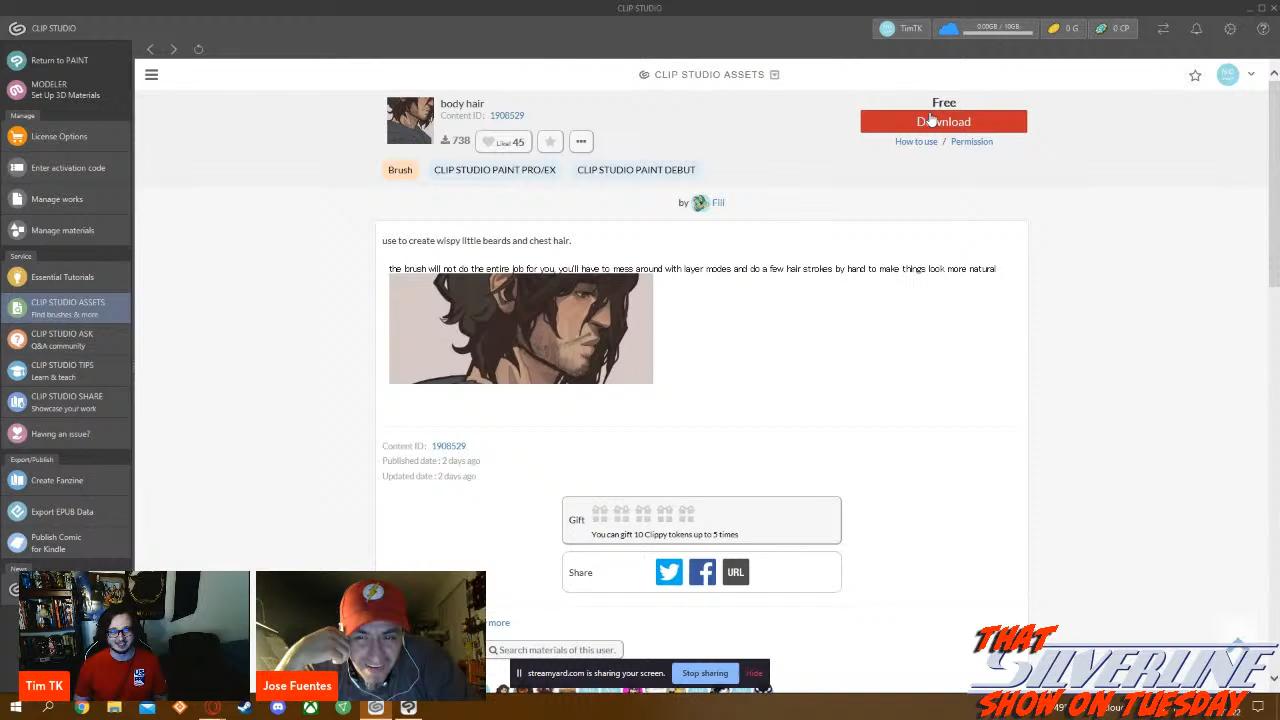 CLIP STUDIO
CLIP STUDIO
TimTK
0.00GB / 10GB
0 G
0 CP
Return to PAINT
CLIP STUDIO ASSETS
MODELER
Set Up 3D Materials
Manage
License Options
Enter activation code
Manage works
Manage materials
Service
Essential Tutorials
CLIP STUDIO ASSETS
Find brushes & more
CLIP STUDIO ASK
Q&A community
CLIP STUDIO TIPS
Learn & teach
CLIP STUDIO SHARE
Showcase your work
Having an issue?
Export/Publish
Create Fanzine
Export EPUB Data
Publish Comic
for Kindle
News
body hair
Content ID: 1908529
738
Like! 45
Free
Download
How to use / Permission
Brush
CLIP STUDIO PAINT PRO/EX
CLIP STUDIO PAINT DEBUT
by Fiii
use to create wispy little beards and chest hair.
the brush will not do the entire job for you, you'll have to mess around with layer modes and do a few hair strokes by hand to make things look more natural
Content ID: 1908529
Published date : 2 days ago
Updated date : 2 days ago
Gift
You can gift 10 Clippy tokens up to 5 times
Share
URL
more
Search materials of this user.
streamyard.com is sharing your screen.
Stop sharing
Hide
Tim TK
Jose Fuentes
THAT
SILVERLINE
SHOW ON TUESDAY